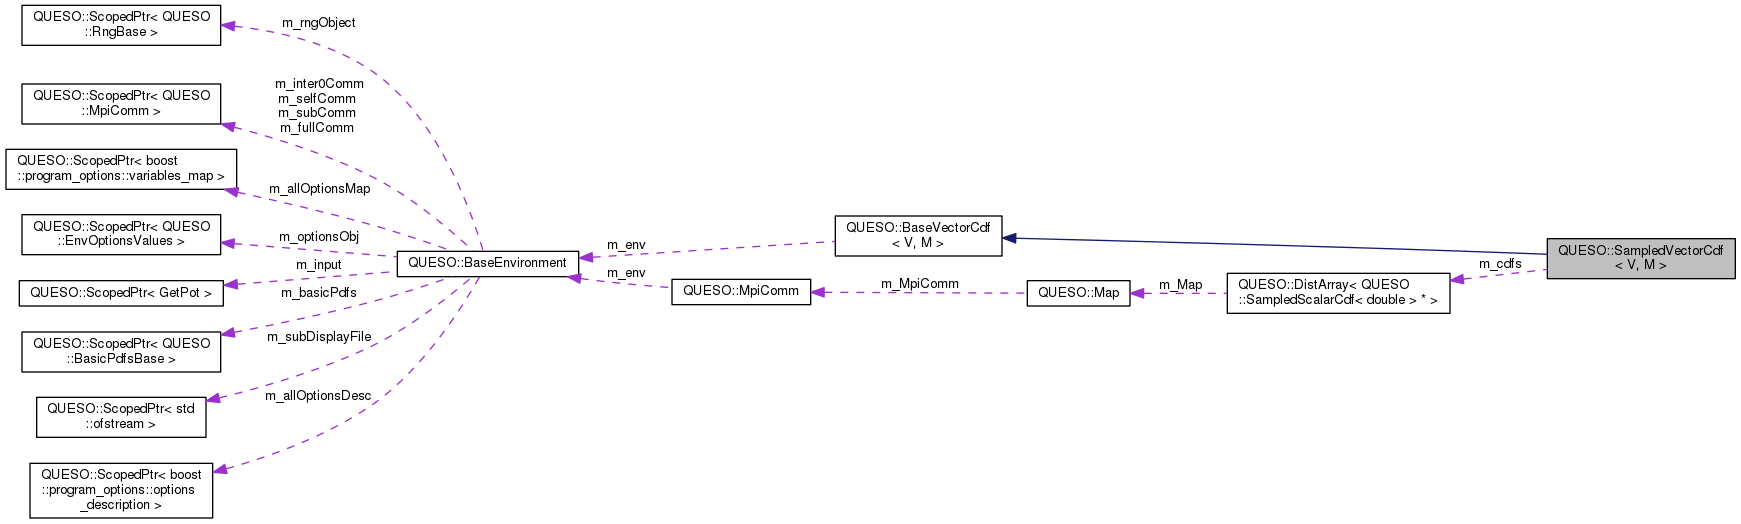 QUESO::ScopedPtr< QUESO
::RngBase >
m_rngObject
QUESO::ScopedPtr< QUESO
::MpiComm >
m_inter0Comm
m_selfComm
m_subComm
m_fullComm
QUESO::ScopedPtr< boost
::program_options::variables_map >
m_allOptionsMap
QUESO::ScopedPtr< QUESO
::EnvOptionsValues >
m_optionsObj
QUESO::ScopedPtr< GetPot >
m_input
QUESO::ScopedPtr< QUESO
::BasicPdfsBase >
m_basicPdfs
QUESO::ScopedPtr< std
::ofstream >
m_subDisplayFile
QUESO::ScopedPtr< boost
::program_options::options
_description >
m_allOptionsDesc
QUESO::BaseEnvironment
m_env
m_env
QUESO::BaseVectorCdf
< V, M >
QUESO::MpiComm
m_MpiComm
QUESO::Map
m_Map
QUESO::DistArray< QUESO
::SampledScalarCdf< double > * >
m_cdfs
QUESO::SampledVectorCdf
< V, M >